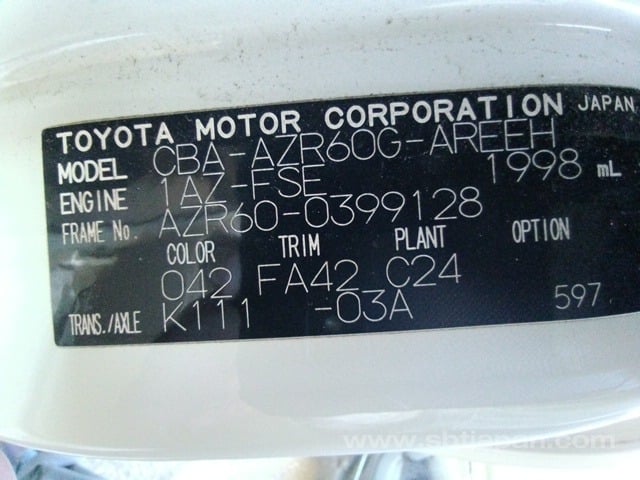 TOYOTA MOTOR CORPORATION JAPAN
MODEL CBA-AZR60G-AREEH
ENGINE 1AZ-FSE 1998 mL
FRAME No. AZR60-0399128
COLOR TRIM PLANT OPTION
042 FA42 C24
TRANS./AXLE K111 -03A 597
www.sbtjapan.com